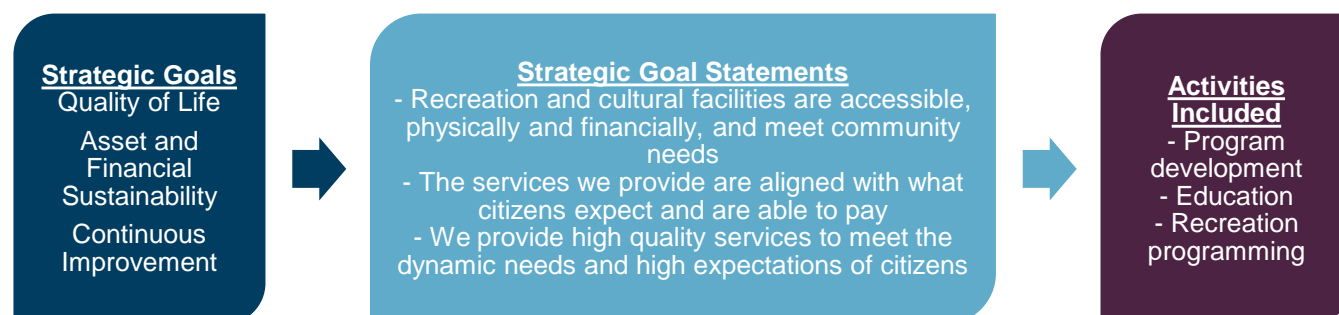 Strategic Goals
Quality of Life
Asset and
Financial
Sustainability
Continuous
Improvement
Strategic Goal Statements
- Recreation and cultural facilities are accessible,
physically and financially, and meet community
needs
- The services we provide are aligned with what
citizens expect and are able to pay
- We provide high quality services to meet the
dynamic needs and high expectations of citizens
Activities
Included
- Program
development
- Education
- Recreation
programming